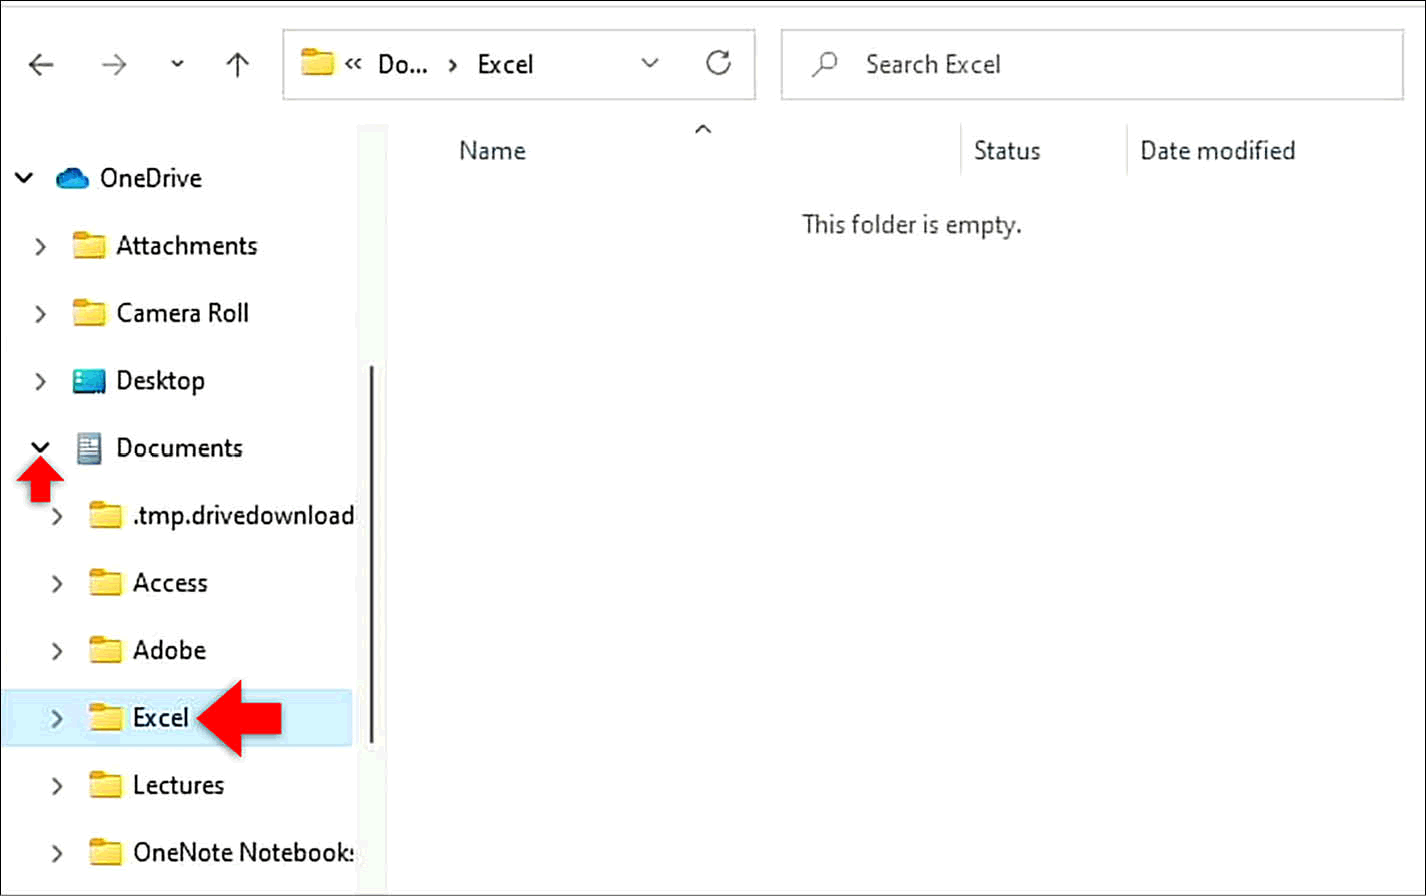 « Do... › Excel
Search Excel
Name
Status
Date modified
This folder is empty.
OneDrive
Attachments
Camera Roll
Desktop
Documents
.tmp.drivedownload
Access
Adobe
Excel
Lectures
OneNote Notebooks